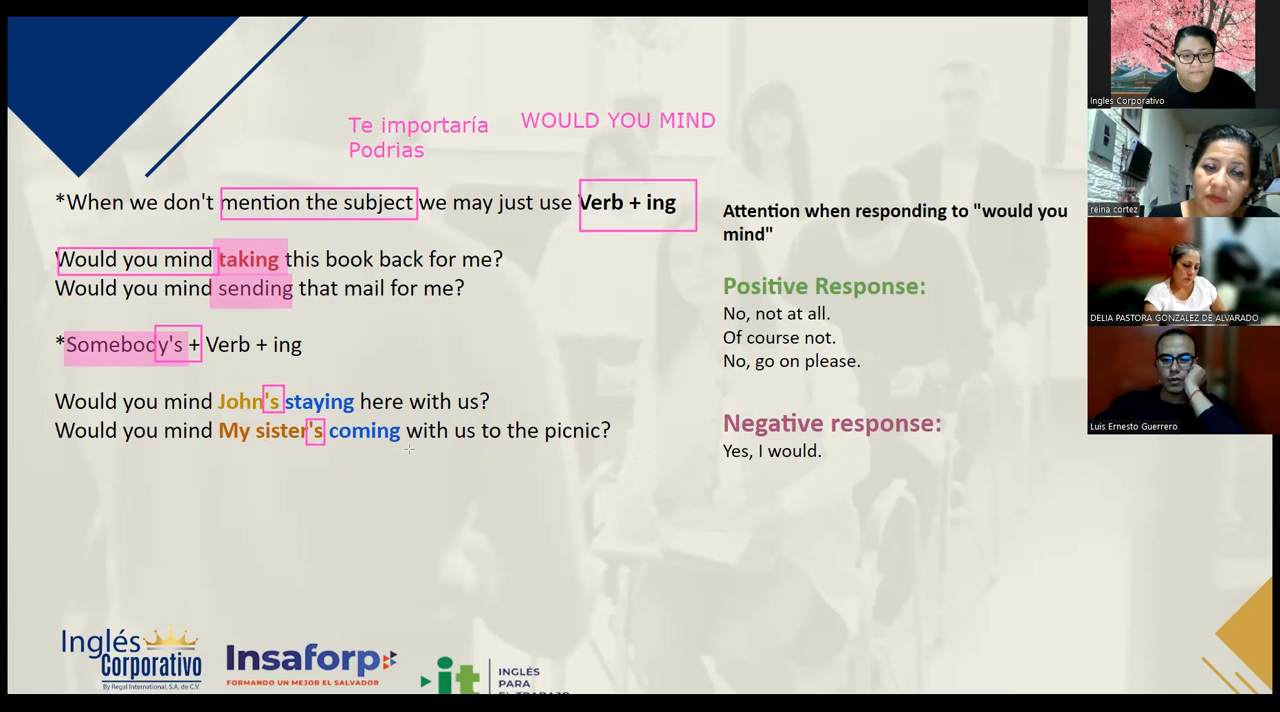 Te importaría
Podrias
WOULD YOU MIND
*When we don't mention the subject we may just use Verb + ing
Would you mind taking this book back for me?
Would you mind sending that mail for me?
*Somebody's + Verb + ing
Would you mind John's staying here with us?
Would you mind My sister's coming with us to the picnic?
Attention when responding to "would you
mind"
Positive Response:
No, not at all.
Of course not.
No, go on please.
Negative response:
Yes, I would.
Ingles Corporativo
reina cortez
DELIA PASTORA GONZALEZ DE ALVARADO
Luis Ernesto Guerrero
Inglés
Corporativo
By Regal International, S.A. de C.V.
Insaforp
FORMANDO UN MEJOR EL SALVADOR
it
INGLÉS
PARA
EL TRABAJO